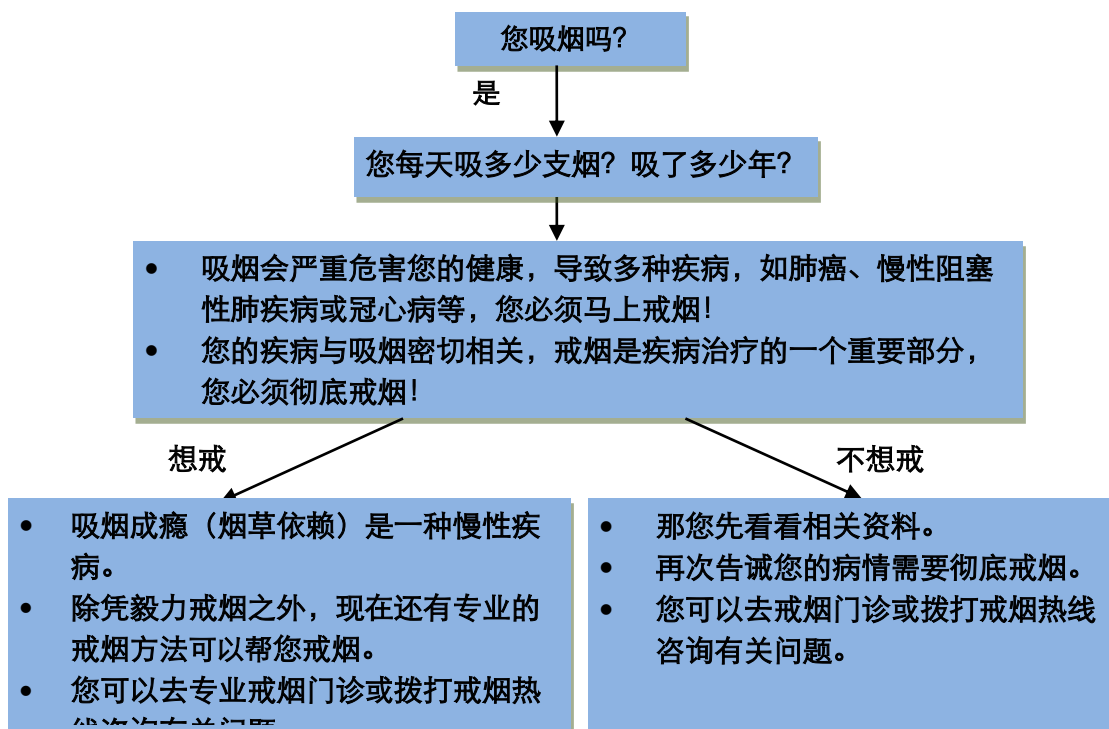 您吸烟吗?
是
您每天吸多少支烟? 吸了多少年?
• 吸烟会严重危害您的健康，导致多种疾病，如肺癌、慢性阻塞
性肺疾病或冠心病等，您必须马上戒烟!
• 您的疾病与吸烟密切相关，戒烟是疾病治疗的一个重要部分，
您必须彻底戒烟!
想戒
不想戒
• 吸烟成瘾（烟草依赖）是一种慢性疾
病。
• 除凭毅力戒烟之外，现在还有专业的
戒烟方法可以帮您戒烟。
• 您可以去专业戒烟门诊或拨打戒烟热
• 那您先看看相关资料。
• 再次告诫您的病情需要彻底戒烟。
• 您可以去戒烟门诊或拨打戒烟热线
咨询有关问题。